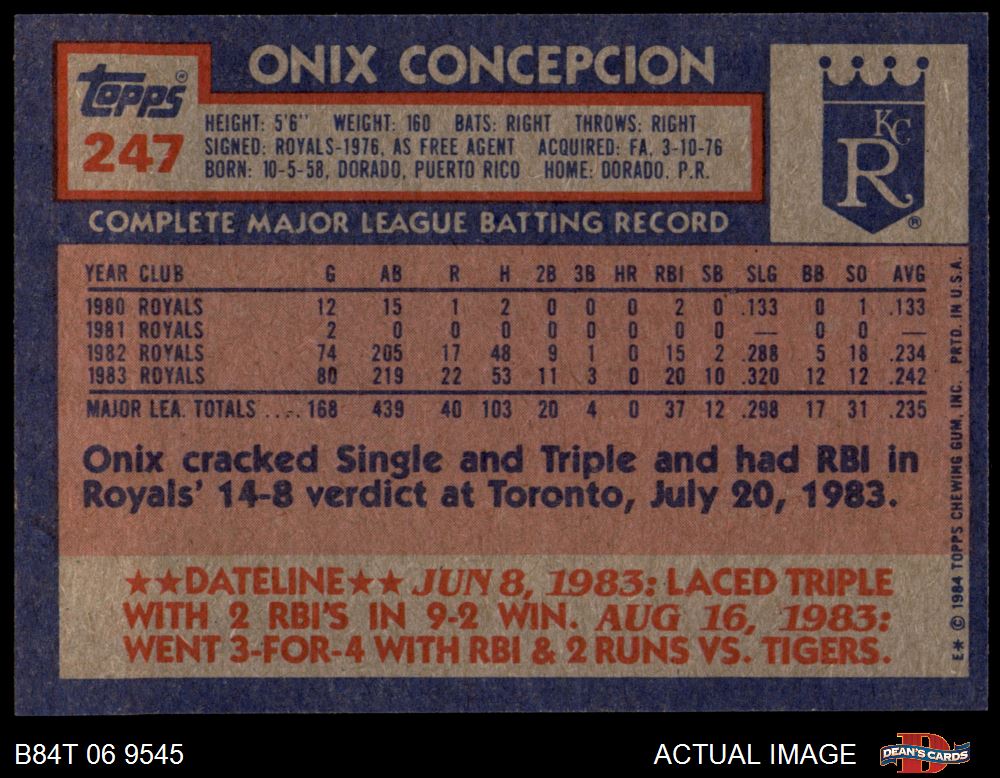 ONIX CONCEPCION
topps®
247
HEIGHT: 5'6" WEIGHT: 160 BATS: RIGHT THROWS: RIGHT
SIGNED: ROYALS-1976, AS FREE AGENT ACQUIRED: FA, 3-10-76
BORN: 10-5-58, DORADO, PUERTO RICO HOME: DORADO. P.R.
KC
R
®
COMPLETE MAJOR LEAGUE BATTING RECORD
YEAR CLUB G AB R H 2B 3B HR RBI SB SLG BB SO AVG
1980 ROYALS 12 15 1 2 0 0 0 2 0 .133 0 1 .133
1981 ROYALS 2 0 0 0 0 0 0 0 0 — 0 0 —
1982 ROYALS 74 205 17 48 9 1 0 15 2 .288 5 18 .234
1983 ROYALS 80 219 22 53 11 3 0 20 10 .320 12 12 .242
MAJOR LEA. TOTALS .... 168 439 40 103 20 4 0 37 12 .298 17 31 .235
Onix cracked Single and Triple and had RBI in
Royals' 14-8 verdict at Toronto, July 20, 1983.
★★DATELINE★★ JUN 8, 1983: LACED TRIPLE
WITH 2 RBI'S IN 9-2 WIN. AUG 16, 1983:
WENT 3-FOR-4 WITH RBI & 2 RUNS VS. TIGERS.
E* © 1984 TOPPS CHEWING GUM, INC. PRTD. IN U.S.A.
B84T 06 9545
ACTUAL IMAGE
D
DEAN'S CARDS